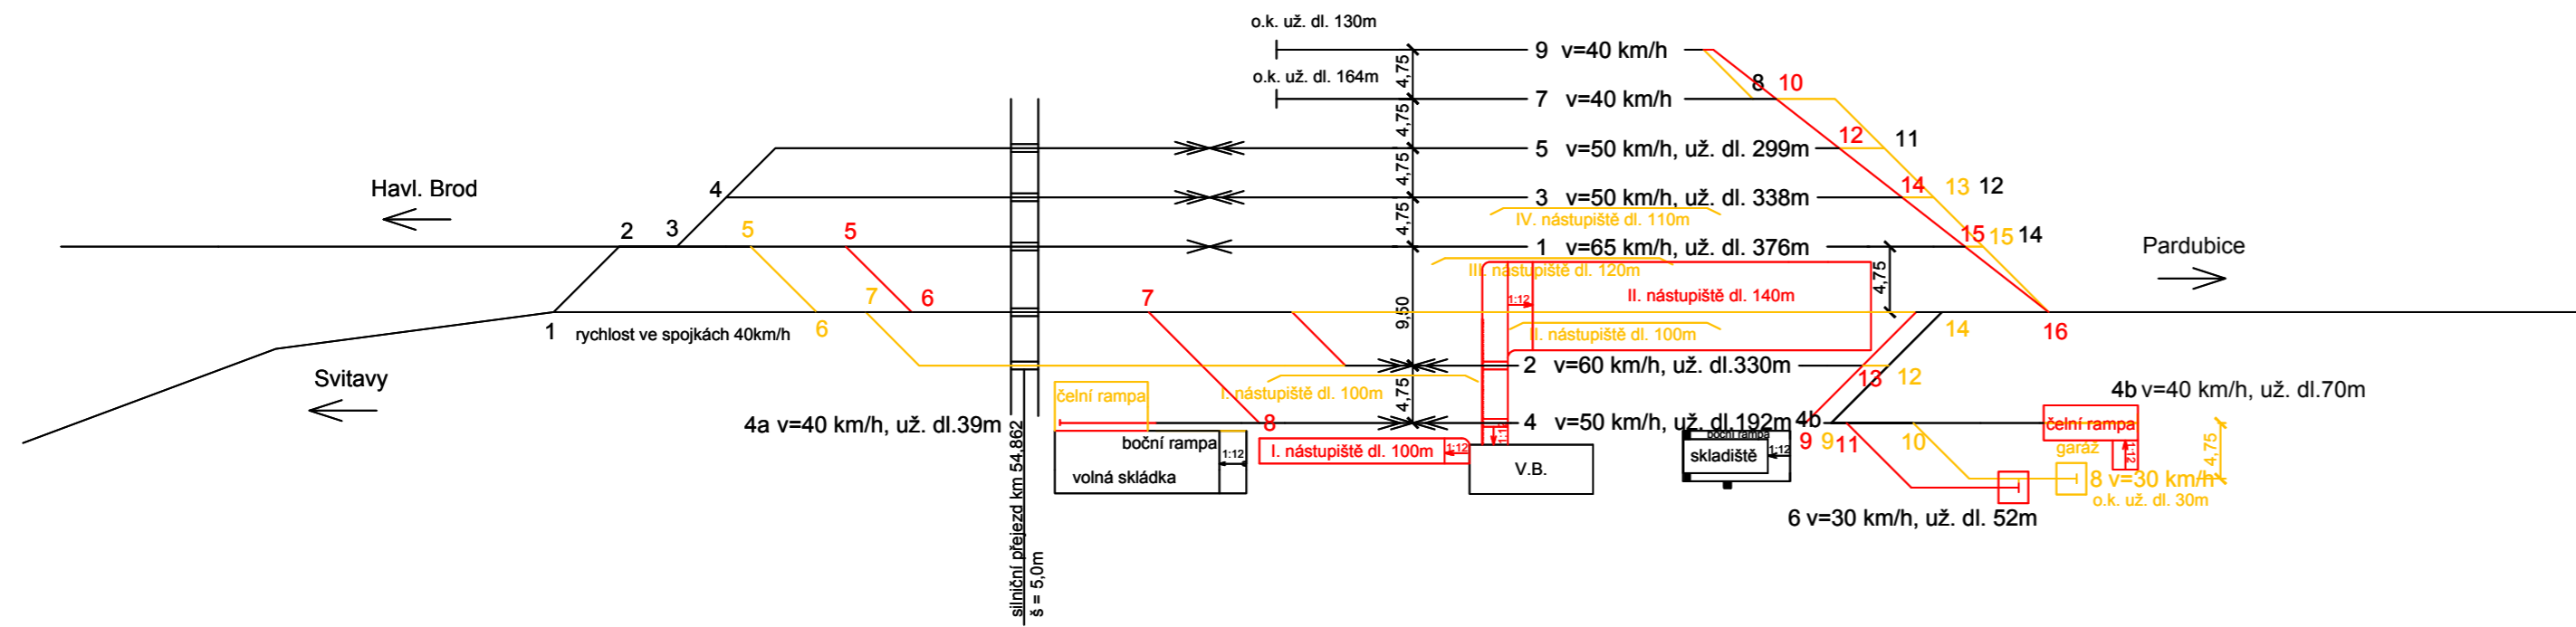 o.k. už. dl. 130m
9 v=40 km/h
4,75
o.k. už. dl. 164m
8 10
7 v=40 km/h
4,75
12 11
5 v=50 km/h, už. dl. 299m
4,75
Havl. Brod
4
14 13 12
3 v=50 km/h, už. dl. 338m
IV. nástupiště dl. 110m
4,75
2 3 5 5
15 15 14
1 v=65 km/h, už. dl. 376m
Pardubice
III. nástupiště dl. 120m
4,75
7 6 7
1:12
II. nástupiště dl. 140m
9,50
1 rychlost ve spojkách 40km/h 6
II. nástupiště dl. 100m
14 16
2 v=60 km/h, už. dl.330m
Svitavy
13 12
čelní rampa
I. nástupiště dl. 100m
4,75
4b v=40 km/h, už. dl.70m
4a v=40 km/h, už. dl.39m
8
4 v=50 km/h, už. dl.192m 4b
čelní rampa
boční rampa
1:12
boční rampa
9 9 11 10
garáž
4,75
1:12
I. nástupiště dl. 100m
1:12
skladiště
1:12
1:12
volná skládka
V.B.
8 v=30 km/h
o.k. už. dl. 30m
6 v=30 km/h, už. dl. 52m
silniční přejezd km 54,862
š = 5,0m